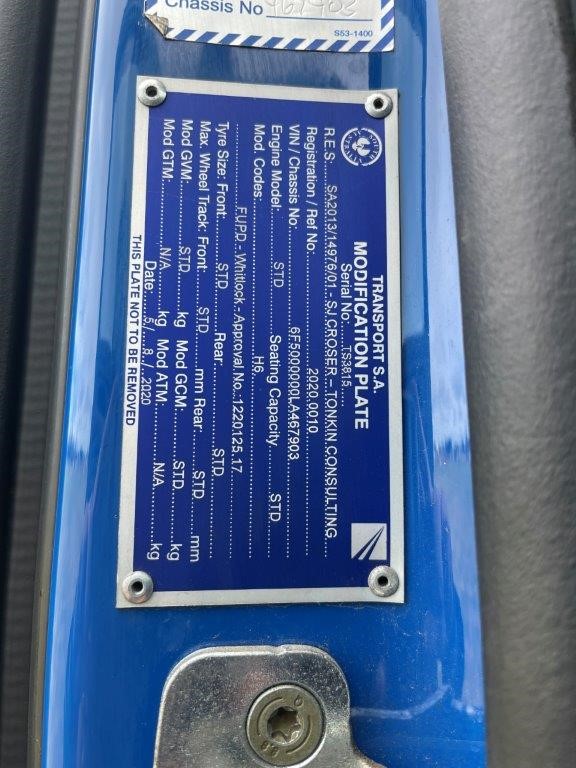 Chassis No 467903
S53-1400
TRANSPORT S.A.
MODIFICATION PLATE
Serial No:....TS3815.....
R.E.S:........SA2013/14976/01 - SJ CROSER – TONKIN CONSULTING
Registration / Ref No:..............2020.0010
VIN / Chassis No:..............6F5000000LA467903
Engine Model:..........STD..........Seating Capacity..........STD
Mod. Codes:..............H6
FUPD - Whitlock - Approval No.:1220125.17
Tyre Size: Front:..........STD..........Rear:..........STD
Max. Wheel Track: Front:.......STD......mm Rear:.......STD.....mm
Mod GVM:..........STD..........kg Mod GCM:..........STD..........kg
Mod GTM:..........N/A..........kg Mod ATM:..........N/A..........kg
Date:....5./..8../...2020
THIS PLATE NOT TO BE REMOVED